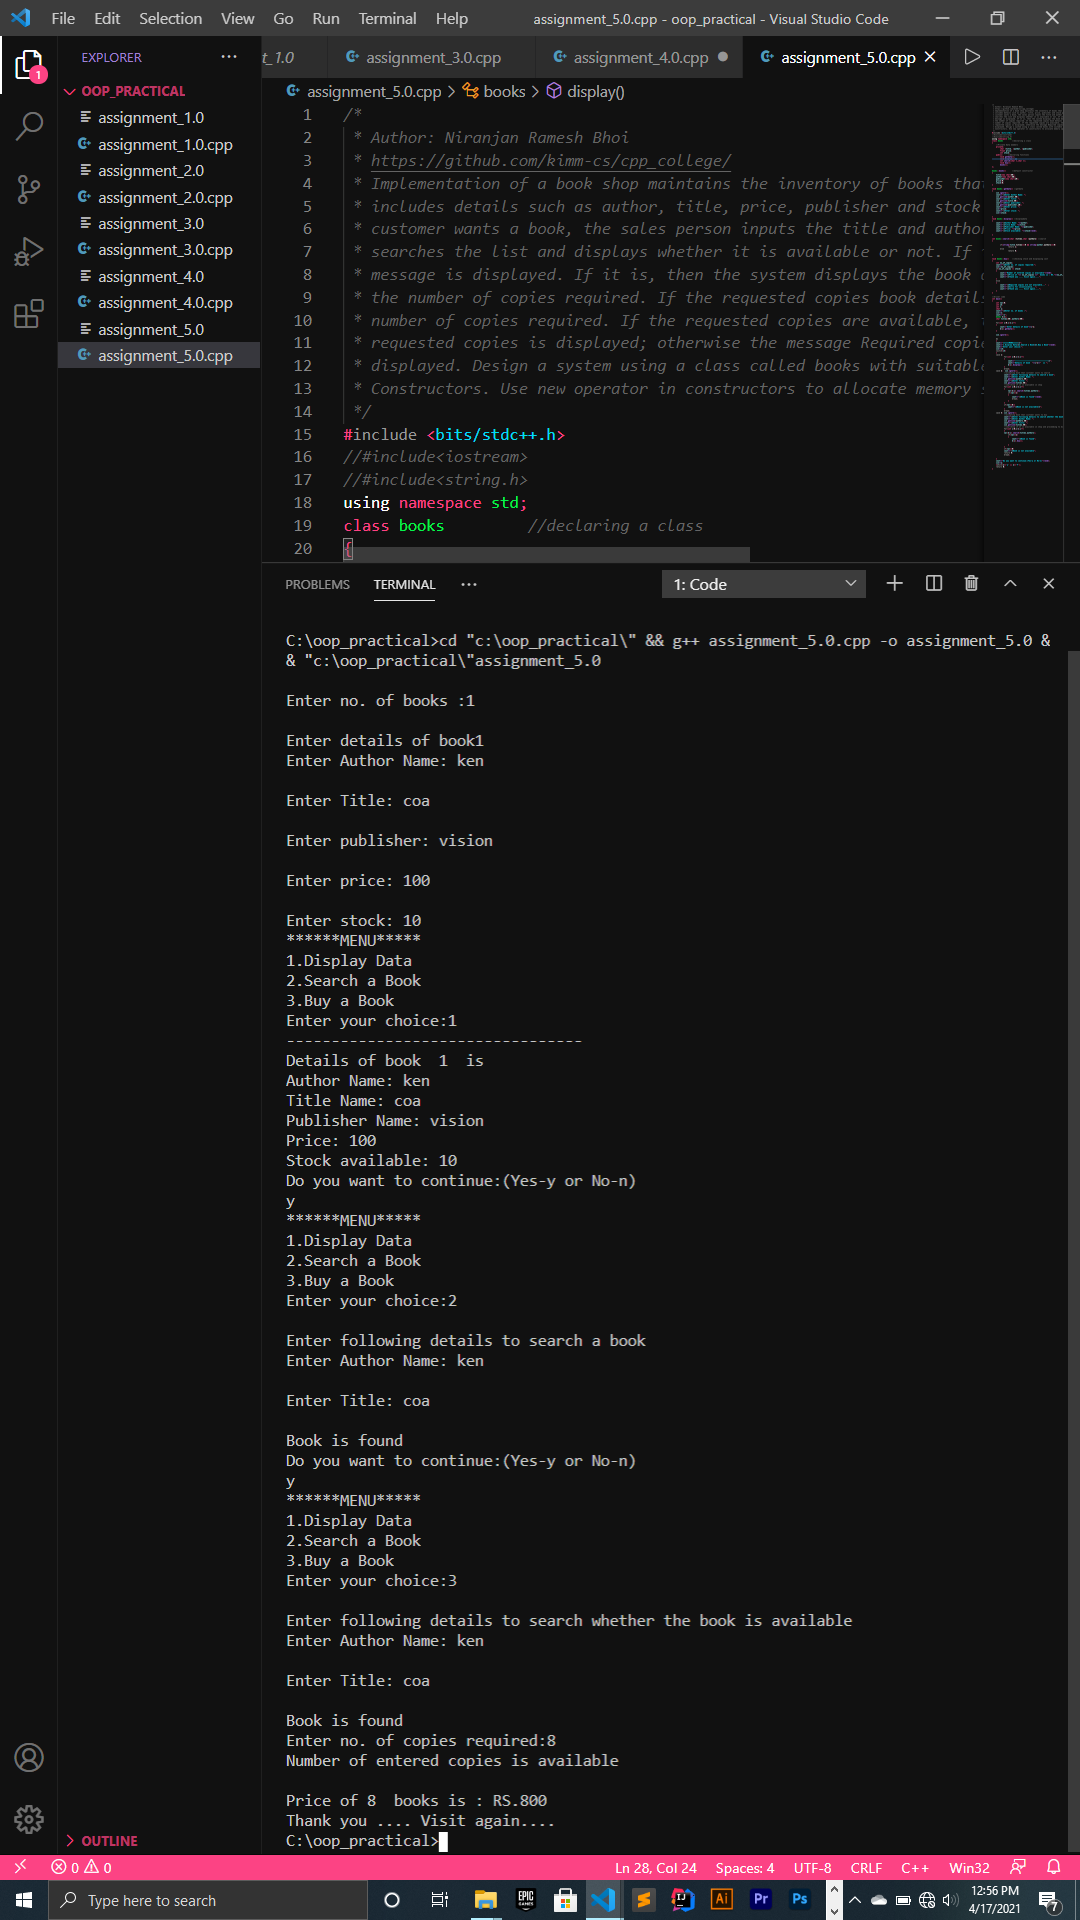 File Edit Selection View Go Run Terminal Help assignment_5.0.cpp - oop_practical - Visual Studio Code
EXPLORER
t_1.0 assignment_3.0.cpp assignment_4.0.cpp assignment_5.0.cpp
1
OOP_PRACTICAL
assignment_1.0
assignment_1.0.cpp
assignment_2.0
assignment_2.0.cpp
assignment_3.0
assignment_3.0.cpp
assignment_4.0
assignment_4.0.cpp
assignment_5.0
assignment_5.0.cpp
OUTLINE
assignment_5.0.cpp > books > display()
1 /*
2 * Author: Niranjan Ramesh Bhoi
3 * https://github.com/kimm-cs/cpp_college/
4 * Implementation of a book shop maintains the inventory of books tha
5 * includes details such as author, title, price, publisher and stock
6 * customer wants a book, the sales person inputs the title and autho
7 * searches the list and displays whether it is available or not. If
8 * message is displayed. If it is, then the system displays the book
9 * the number of copies required. If the requested copies book detail
10 * number of copies required. If the requested copies are available,
11 * requested copies is displayed; otherwise the message Required copi
12 * displayed. Design a system using a class called books with suitabl
13 * Constructors. Use new operator in constructors to allocate memory
14 */
15 #include <bits/stdc++.h>
16 //#include<iostream>
17 //#include<string.h>
18 using namespace std;
19 class books //declaring a class
20 {
PROBLEMS TERMINAL 1: Code
C:\oop_practical>cd "c:\oop_practical\" && g++ assignment_5.0.cpp -o assignment_5.0 &
& "c:\oop_practical\"assignment_5.0
Enter no. of books :1
Enter details of book1
Enter Author Name: ken
Enter Title: coa
Enter publisher: vision
Enter price: 100
Enter stock: 10
******MENU*****
1.Display Data
2.Search a Book
3.Buy a Book
Enter your choice:1
---------------------------------
Details of book  1  is
Author Name: ken
Title Name: coa
Publisher Name: vision
Price: 100
Stock available: 10
Do you want to continue:(Yes-y or No-n)
y
******MENU*****
1.Display Data
2.Search a Book
3.Buy a Book
Enter your choice:2
Enter following details to search a book
Enter Author Name: ken
Enter Title: coa
Book is found
Do you want to continue:(Yes-y or No-n)
y
******MENU*****
1.Display Data
2.Search a Book
3.Buy a Book
Enter your choice:3
Enter following details to search whether the book is available
Enter Author Name: ken
Enter Title: coa
Book is found
Enter no. of copies required:8
Number of entered copies is available
Price of 8  books is : RS.800
Thank you .... Visit again....
C:\oop_practical>
0 0 Ln 28, Col 24 Spaces: 4 UTF-8 CRLF C++ Win32
Type here to search
EPIC GAMES
IJ
Ai
Pr
Ps
12:56 PM
4/17/2021
7